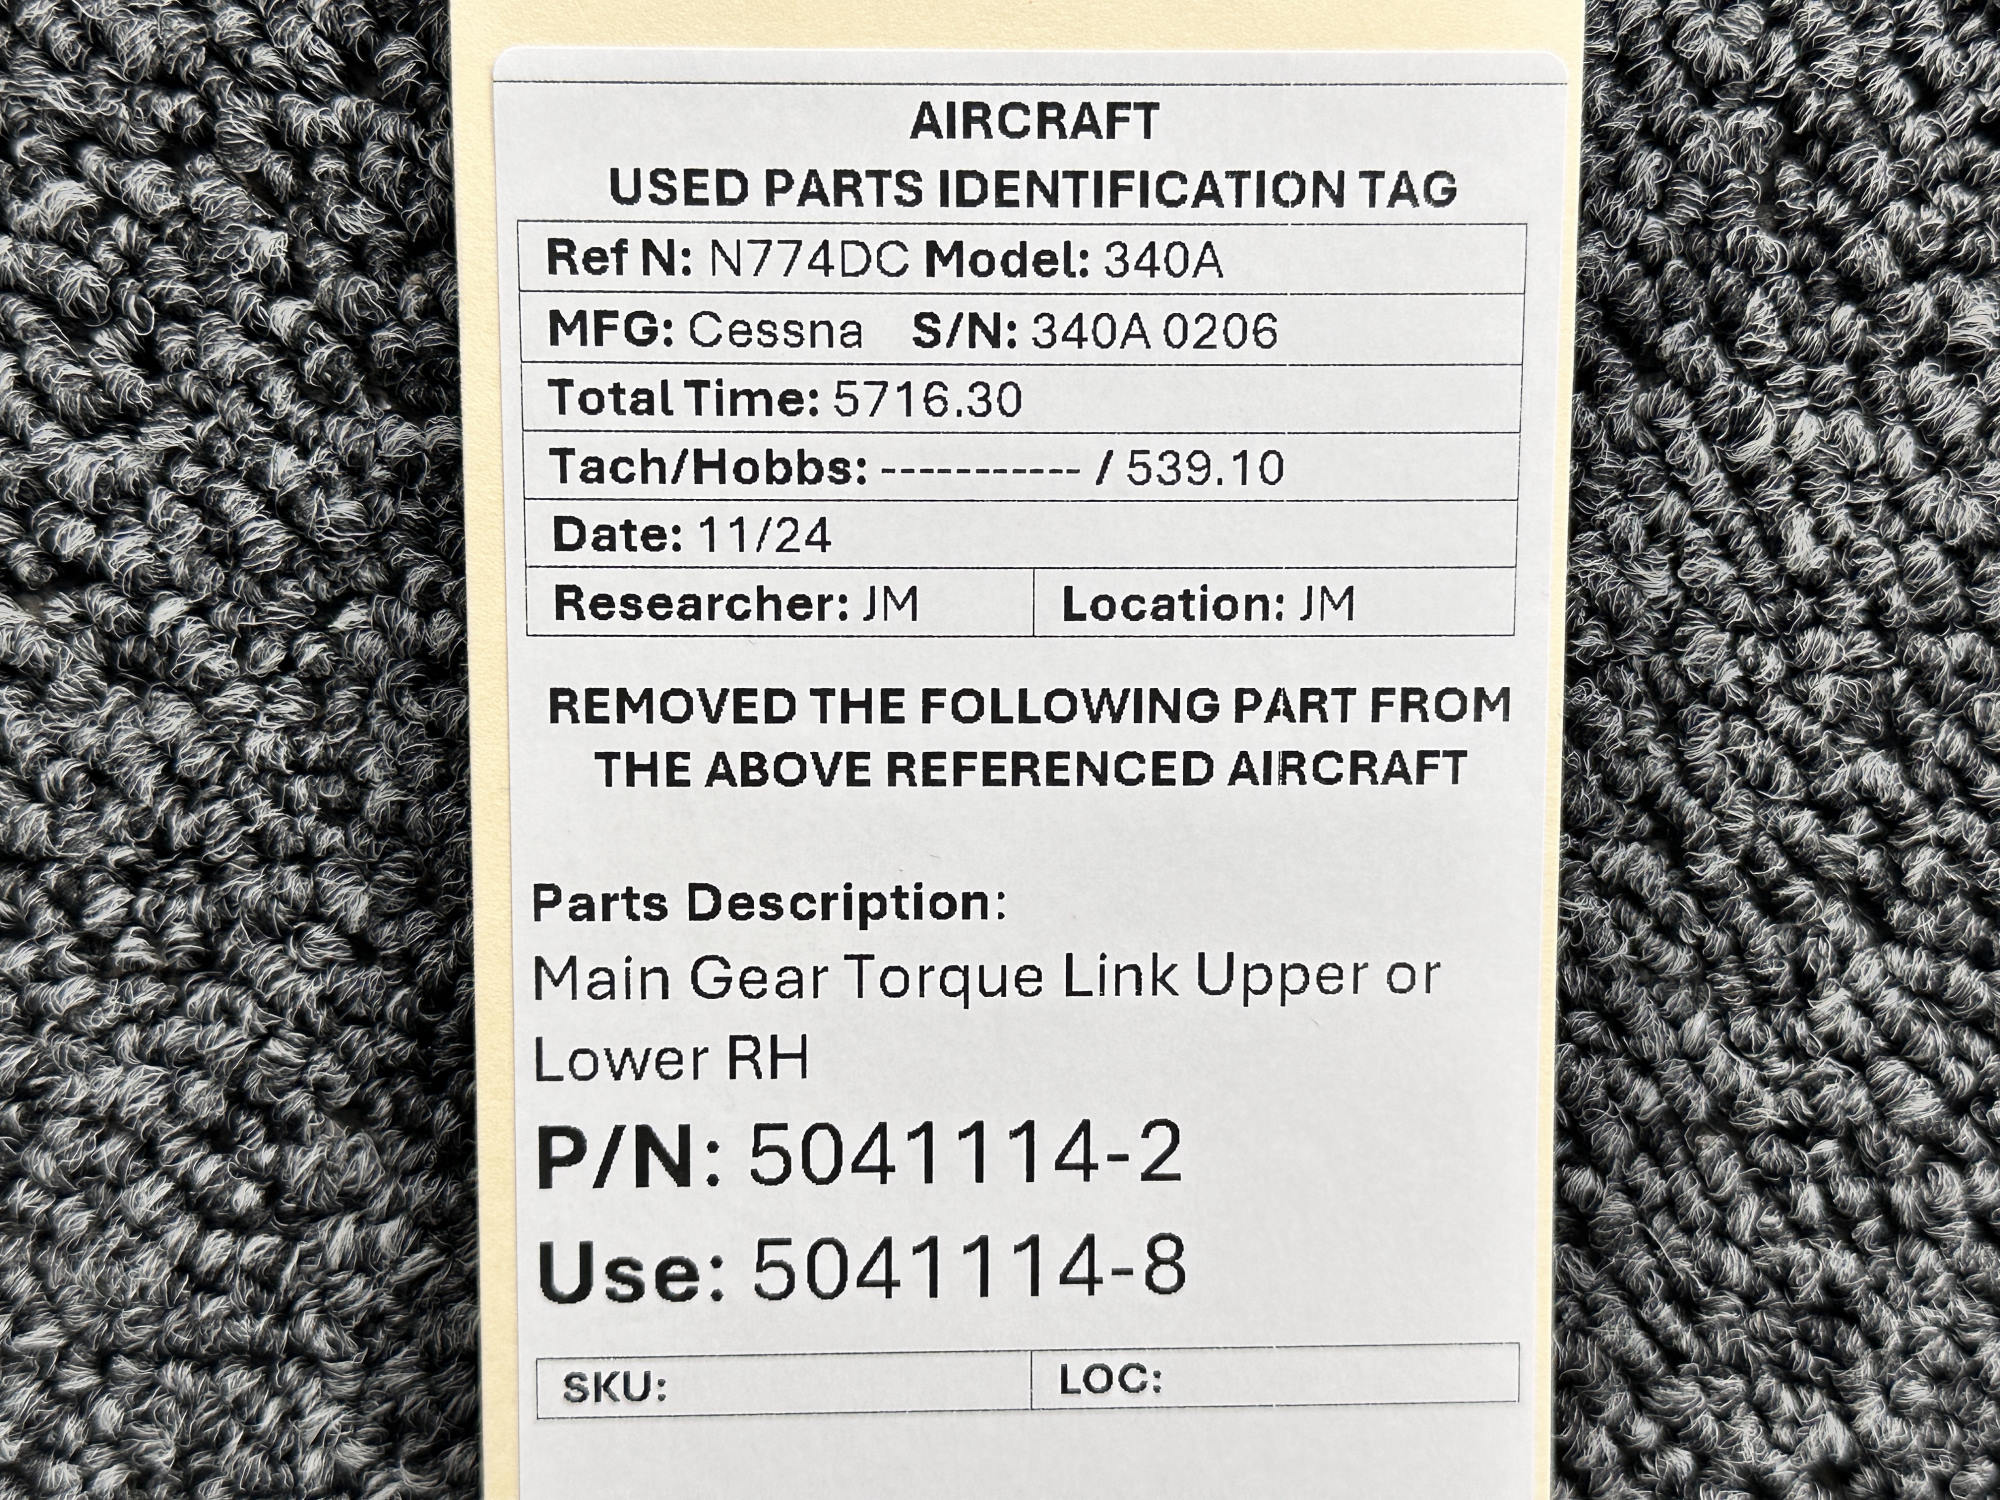 AIRCRAFT
USED PARTS IDENTIFICATION TAG
Ref N: N774DC Model: 340A
MFG: Cessna S/N: 340A 0206
Total Time: 5716.30
Tach/Hobbs: ----------- / 539.10
Date: 11/24
Researcher: JM Location: JM
REMOVED THE FOLLOWING PART FROM
THE ABOVE REFERENCED AIRCRAFT
Parts Description:
Main Gear Torque Link Upper or
Lower RH
P/N: 5041114-2
Use: 5041114-8
SKU: LOC: